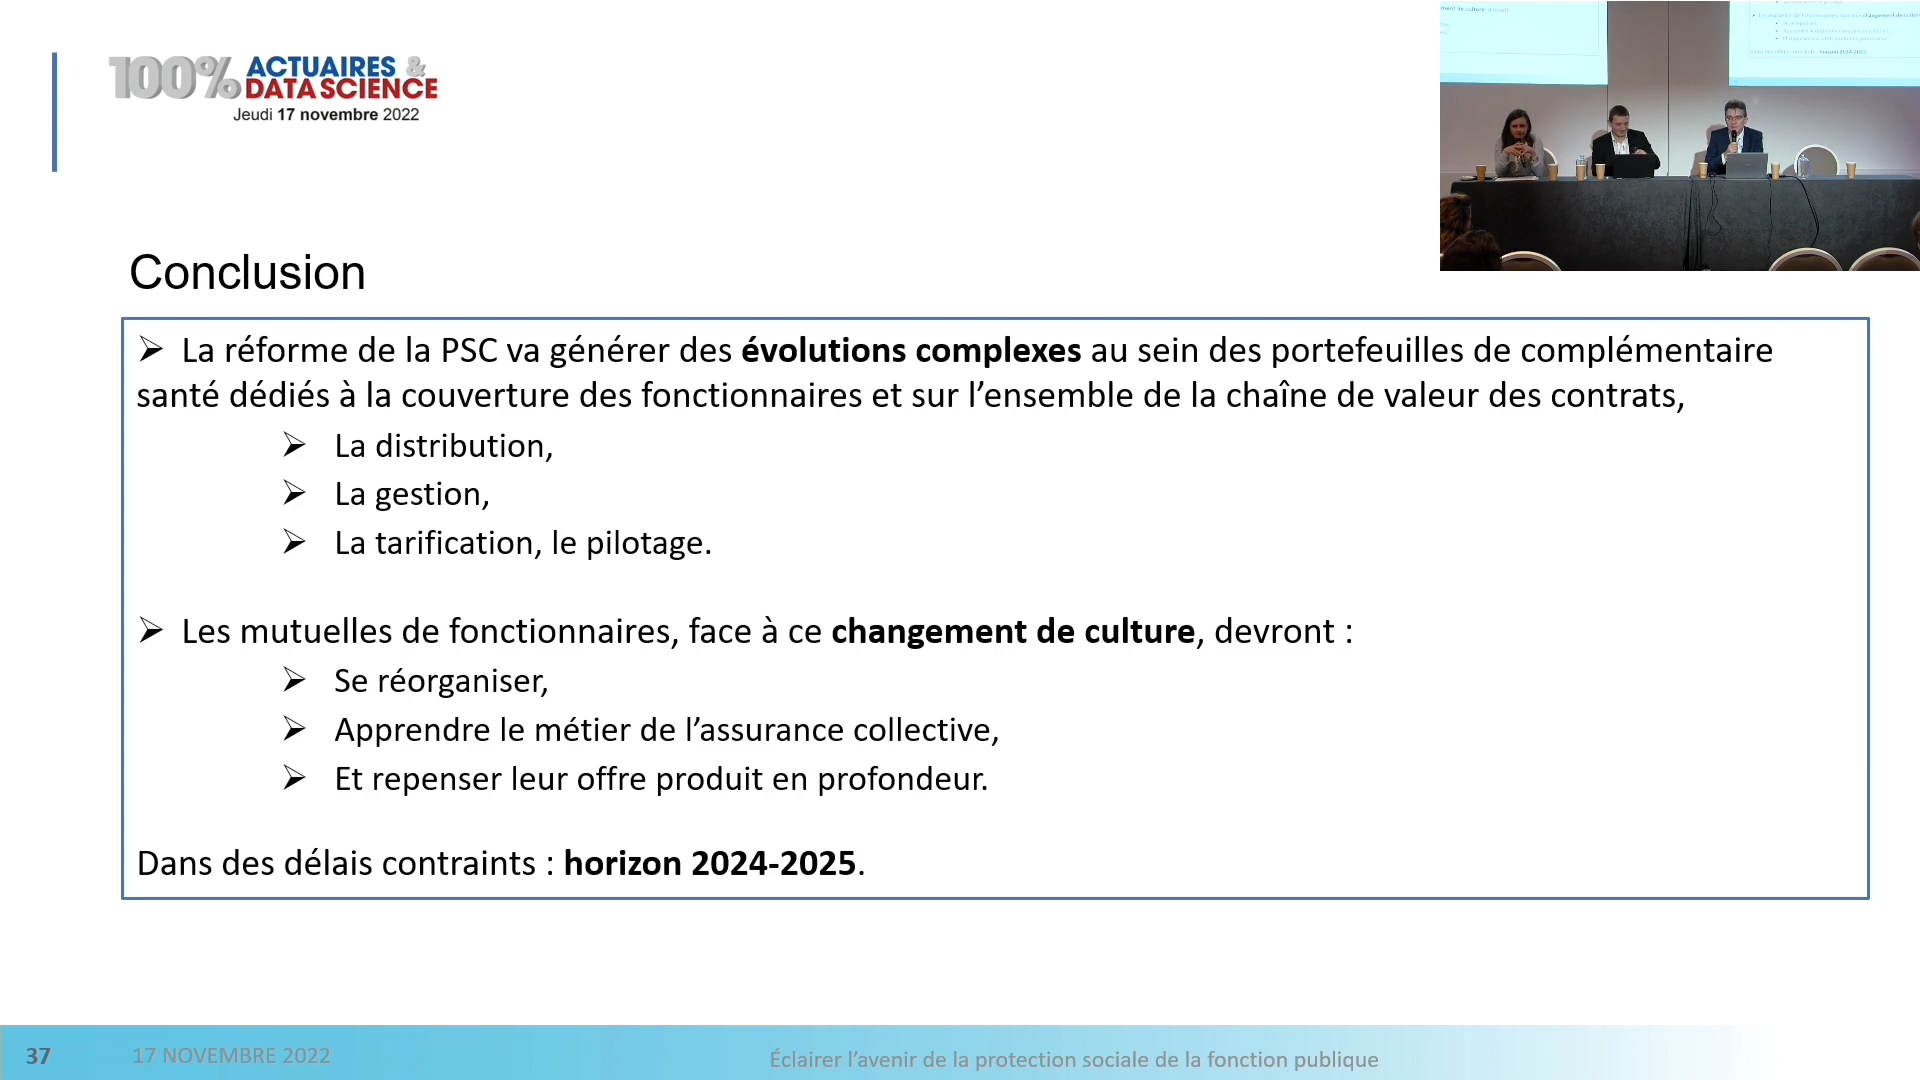 100% ACTUAIRES &
DATA SCIENCE
Jeudi 17 novembre 2022
Conclusion
➢ La réforme de la PSC va générer des évolutions complexes au sein des portefeuilles de complémentaire
santé dédiés à la couverture des fonctionnaires et sur l’ensemble de la chaîne de valeur des contrats,
➢ La distribution,
➢ La gestion,
➢ La tarification, le pilotage.
➢ Les mutuelles de fonctionnaires, face à ce changement de culture, devront :
➢ Se réorganiser,
➢ Apprendre le métier de l’assurance collective,
➢ Et repenser leur offre produit en profondeur.
Dans des délais contraints : horizon 2024-2025.
37
17 NOVEMBRE 2022
Éclairer l’avenir de la protection sociale de la fonction publique